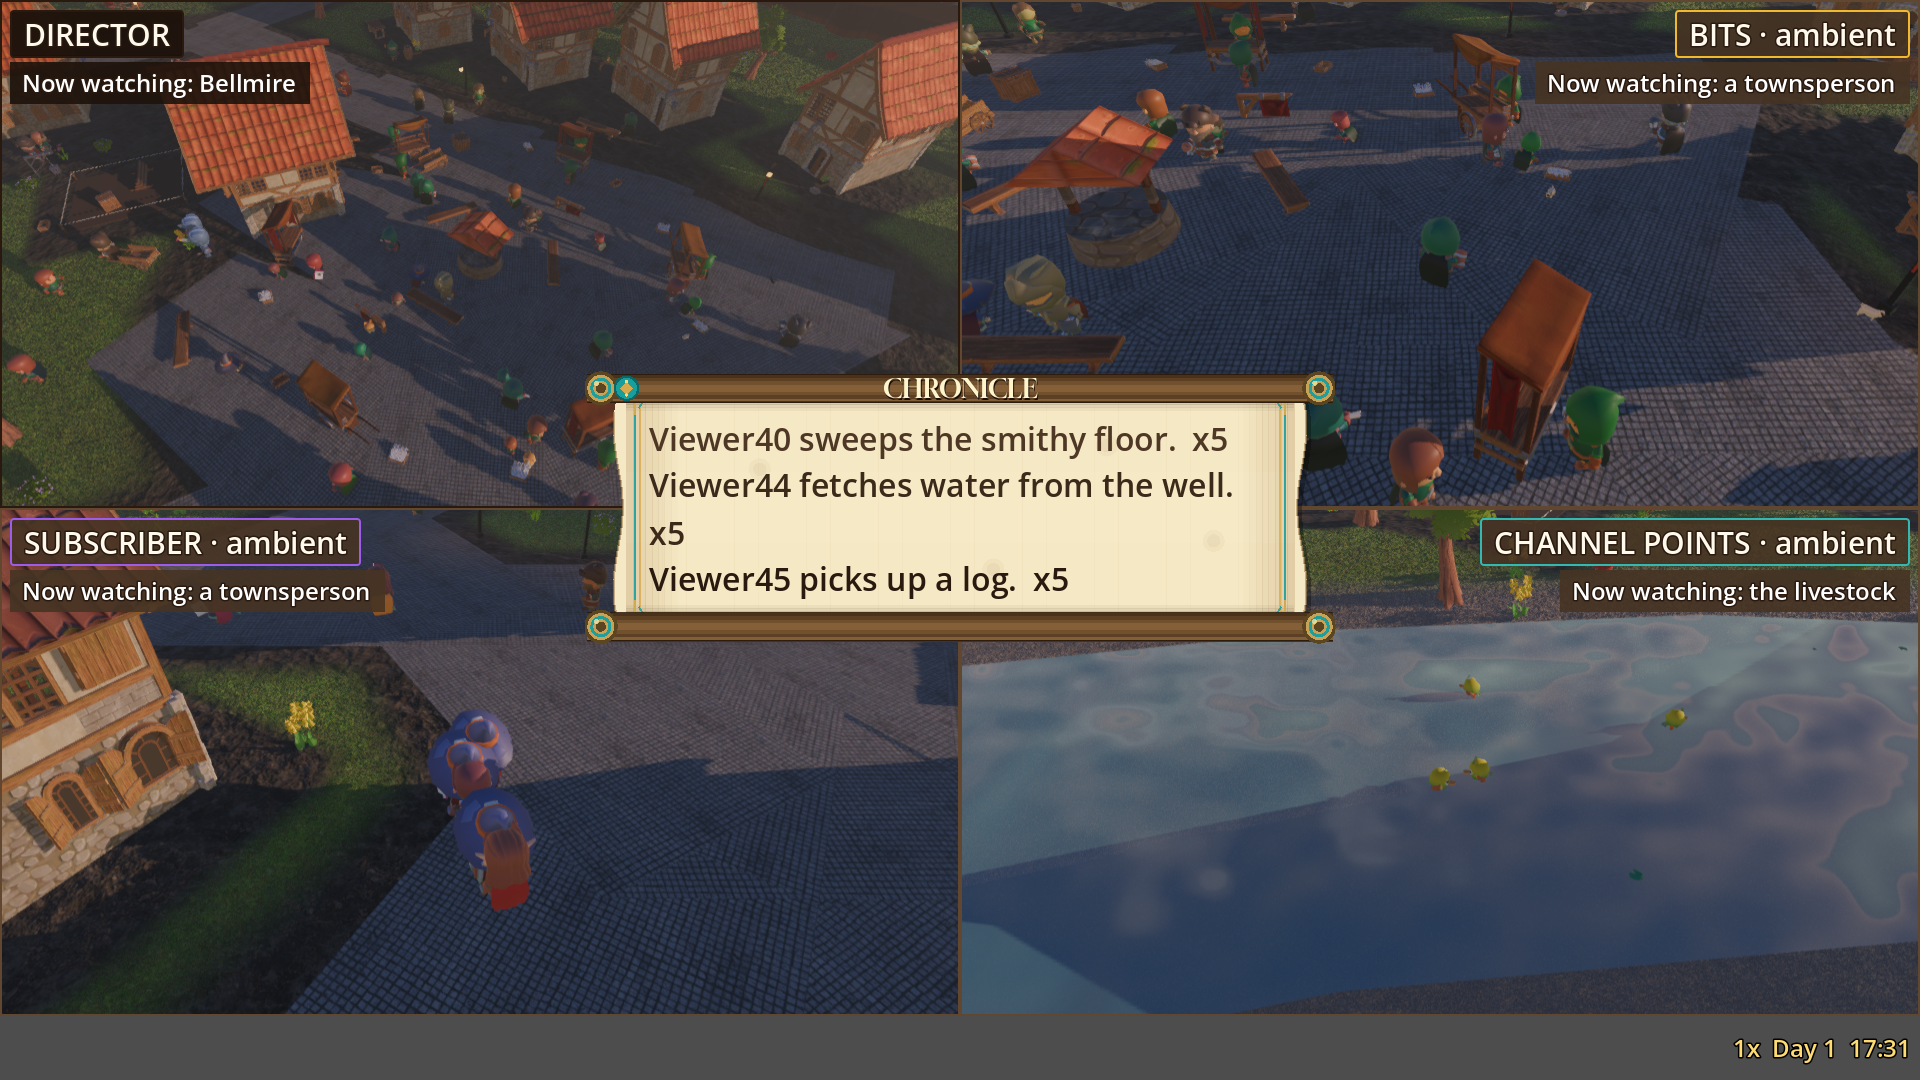 DIRECTOR
Now watching: Bellmire
BITS · ambient
Now watching: a townsperson
CHRONICLE
Viewer40 sweeps the smithy floor.  x5
Viewer44 fetches water from the well.
x5
Viewer45 picks up a log.  x5
SUBSCRIBER · ambient
Now watching: a townsperson
CHANNEL POINTS · ambient
Now watching: the livestock
1x  Day 1  17:31